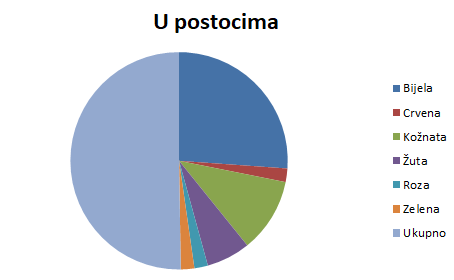 U postocima
Bijela
Crvena
Kožnata
Žuta
Roza
Zelena
Ukupno